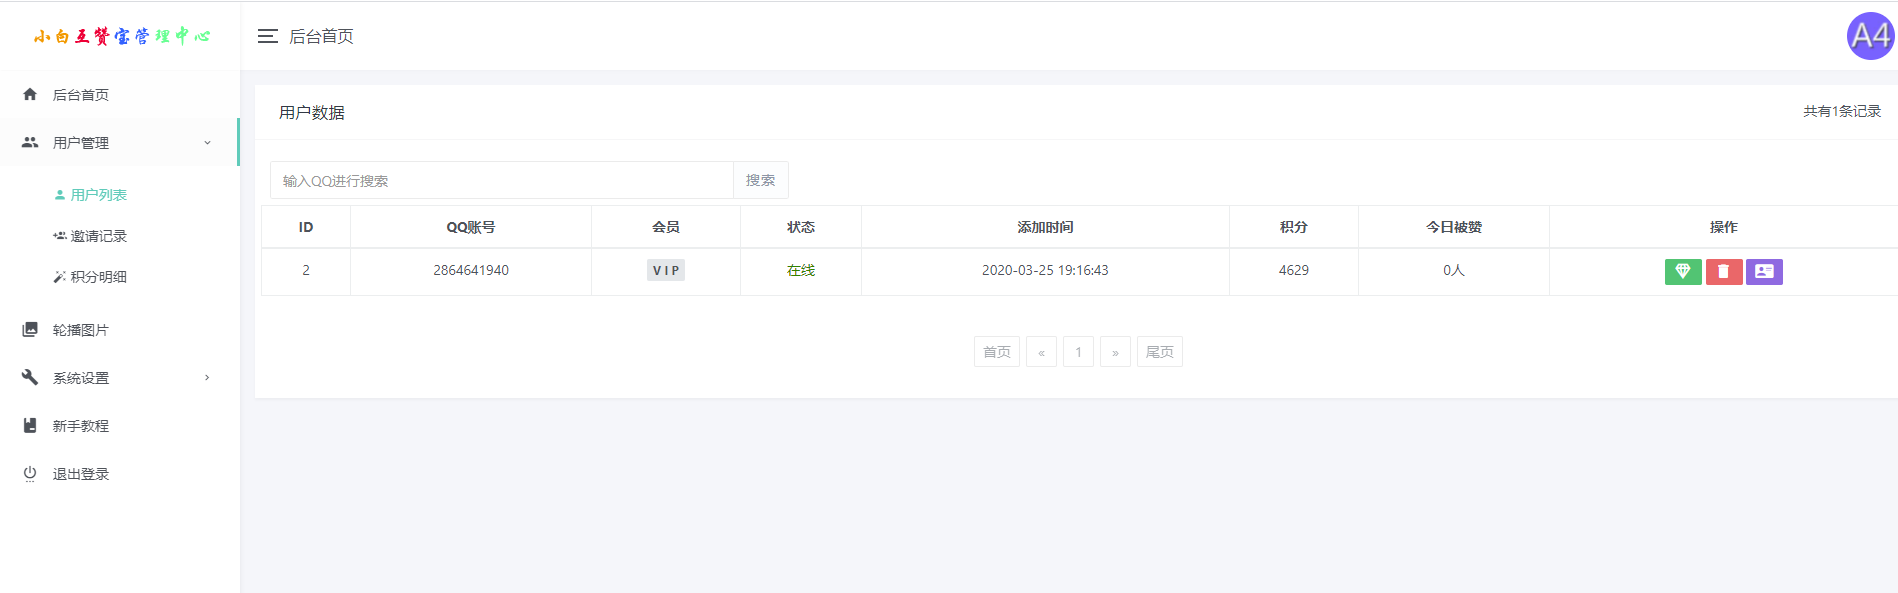 小白互赞宝管理中心
后台首页
A4
后台首页
用户管理
用户列表
邀请记录
积分明细
轮播图片
系统设置
新手教程
退出登录
用户数据
共有1条记录
输入QQ进行搜索 搜索
ID QQ账号 会员 状态 添加时间 积分 今日被赞 操作
2 2864641940 VIP 在线 2020-03-25 19:16:43 4629 0人
首页 « 1 » 尾页